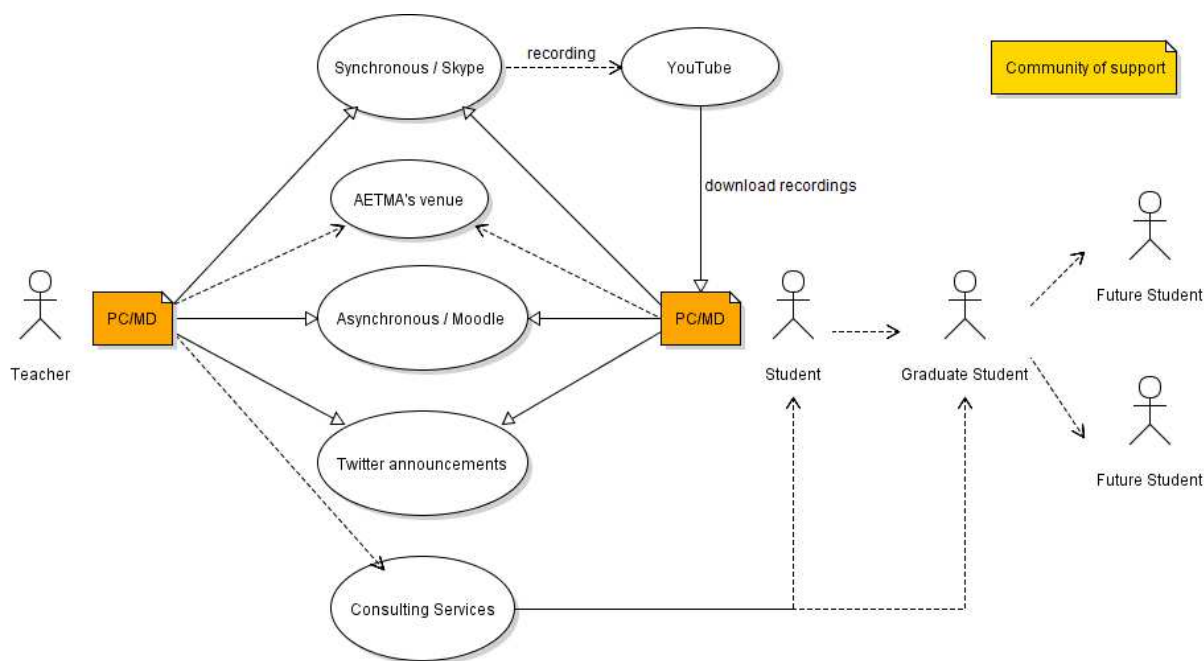 recording
Synchronous / Skype
YouTube
Community of support
AETMA's venue
download recordings
PC/MD
Asynchronous / Moodle
PC/MD
Future Student
Teacher
Student
Graduate Student
Twitter announcements
Future Student
Consulting Services